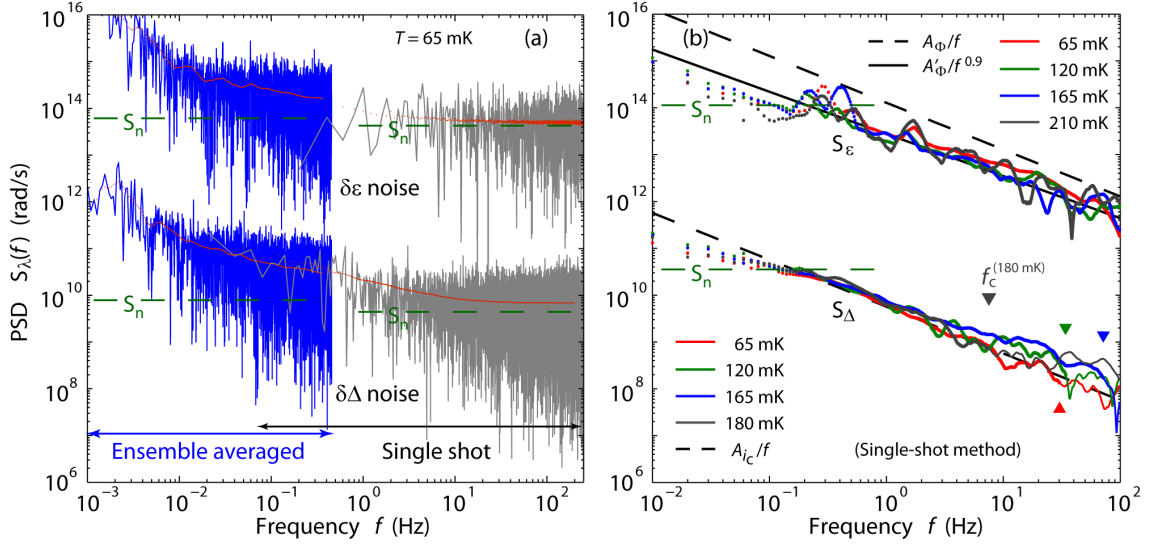 PSD S_λ(f) (rad/s)
10^16
10^14
10^12
10^10
10^8
10^6
T = 65 mK
(a)
S_n
S_n
δε noise
S_n
S_n
δΔ noise
Ensemble averaged
Single shot
10^−3
10^−2
10^−1
10^0
10^1
10^2
Frequency f (Hz)
10^16
10^14
10^12
10^10
10^8
10^6
(b)
A_Φ/f
A'_Φ/f^0.9
65 mK
120 mK
165 mK
210 mK
S_n
S_ε
S_n
S_Δ
f_c^(180 mK)
65 mK
120 mK
165 mK
180 mK
A_i_c/f
(Single-shot method)
10^−2
10^−1
10^0
10^1
10^2
Frequency f (Hz)